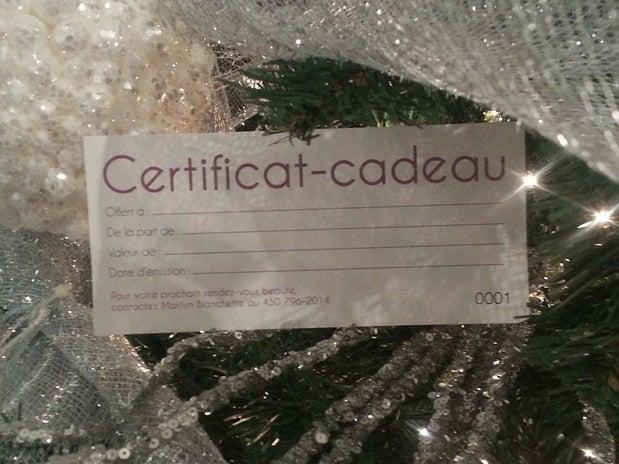 Certificat-cadeau
Offert à :
De la part de :
Valeur de :
Date d'émission :
Pour votre prochain rendez-vous beauté,
contactez Marilyn Blanchette au 450 796-2014
0001